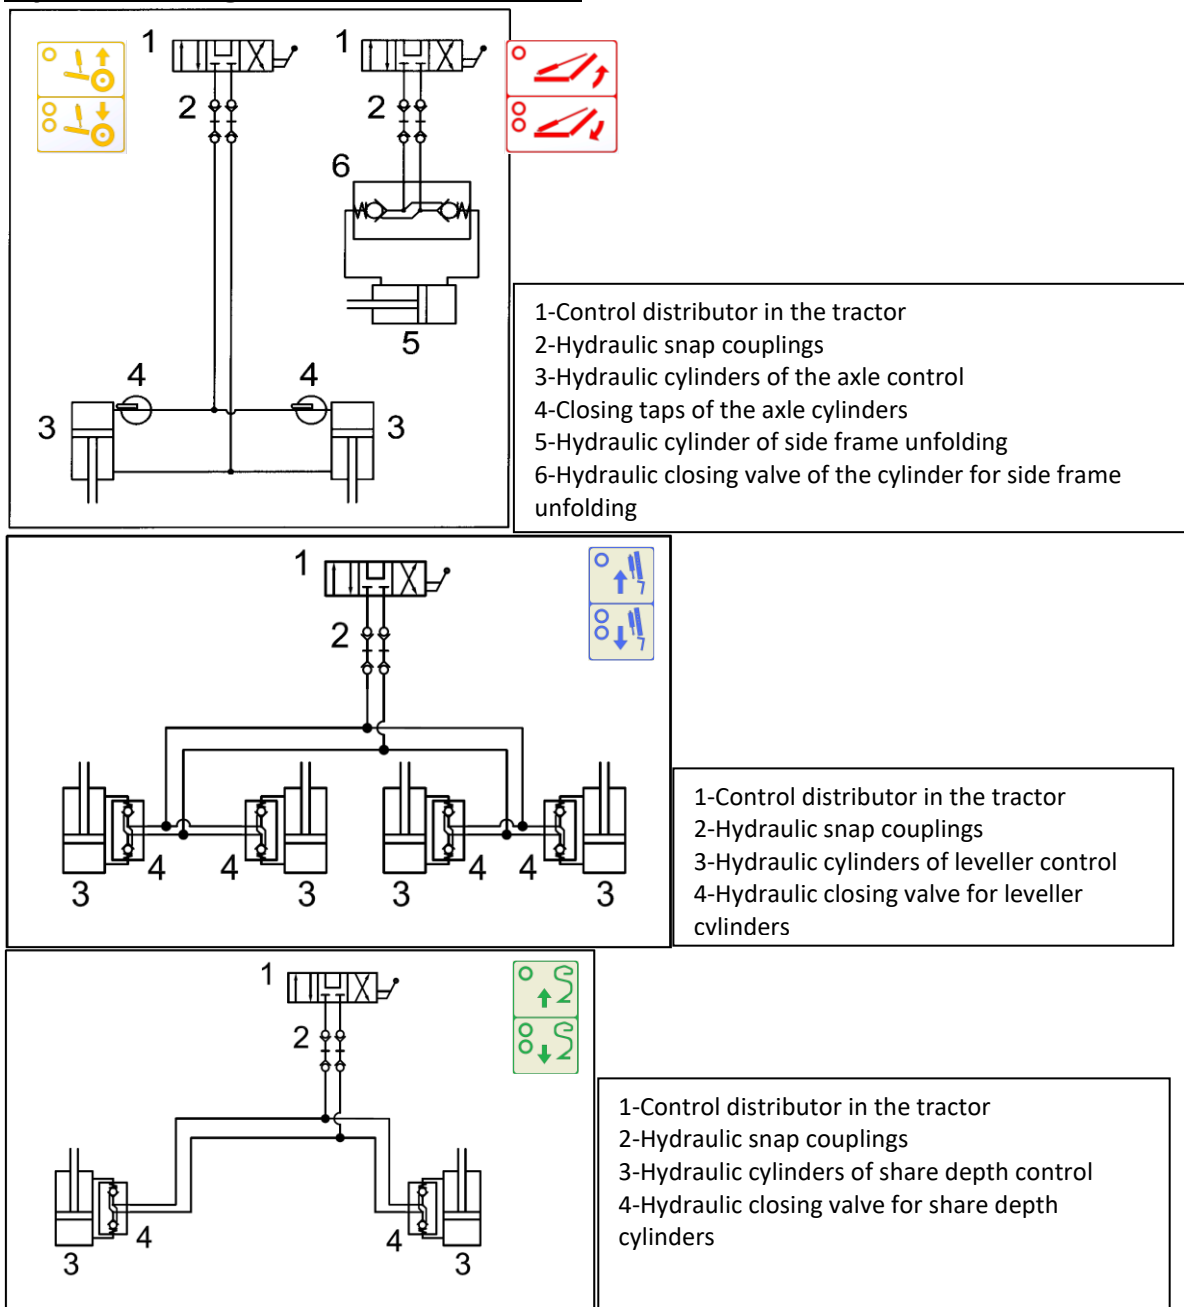 1
1
2
2
6
5
4
4
3
3
1-Control distributor in the tractor
2-Hydraulic snap couplings
3-Hydraulic cylinders of the axle control
4-Closing taps of the axle cylinders
5-Hydraulic cylinder of side frame unfolding
6-Hydraulic closing valve of the cylinder for side frame
unfolding
1
2
4
4
4
4
3
3
3
3
1-Control distributor in the tractor
2-Hydraulic snap couplings
3-Hydraulic cylinders of leveller control
4-Hydraulic closing valve for leveller
cylinders
1
2
4
4
3
3
1-Control distributor in the tractor
2-Hydraulic snap couplings
3-Hydraulic cylinders of share depth control
4-Hydraulic closing valve for share depth
cylinders